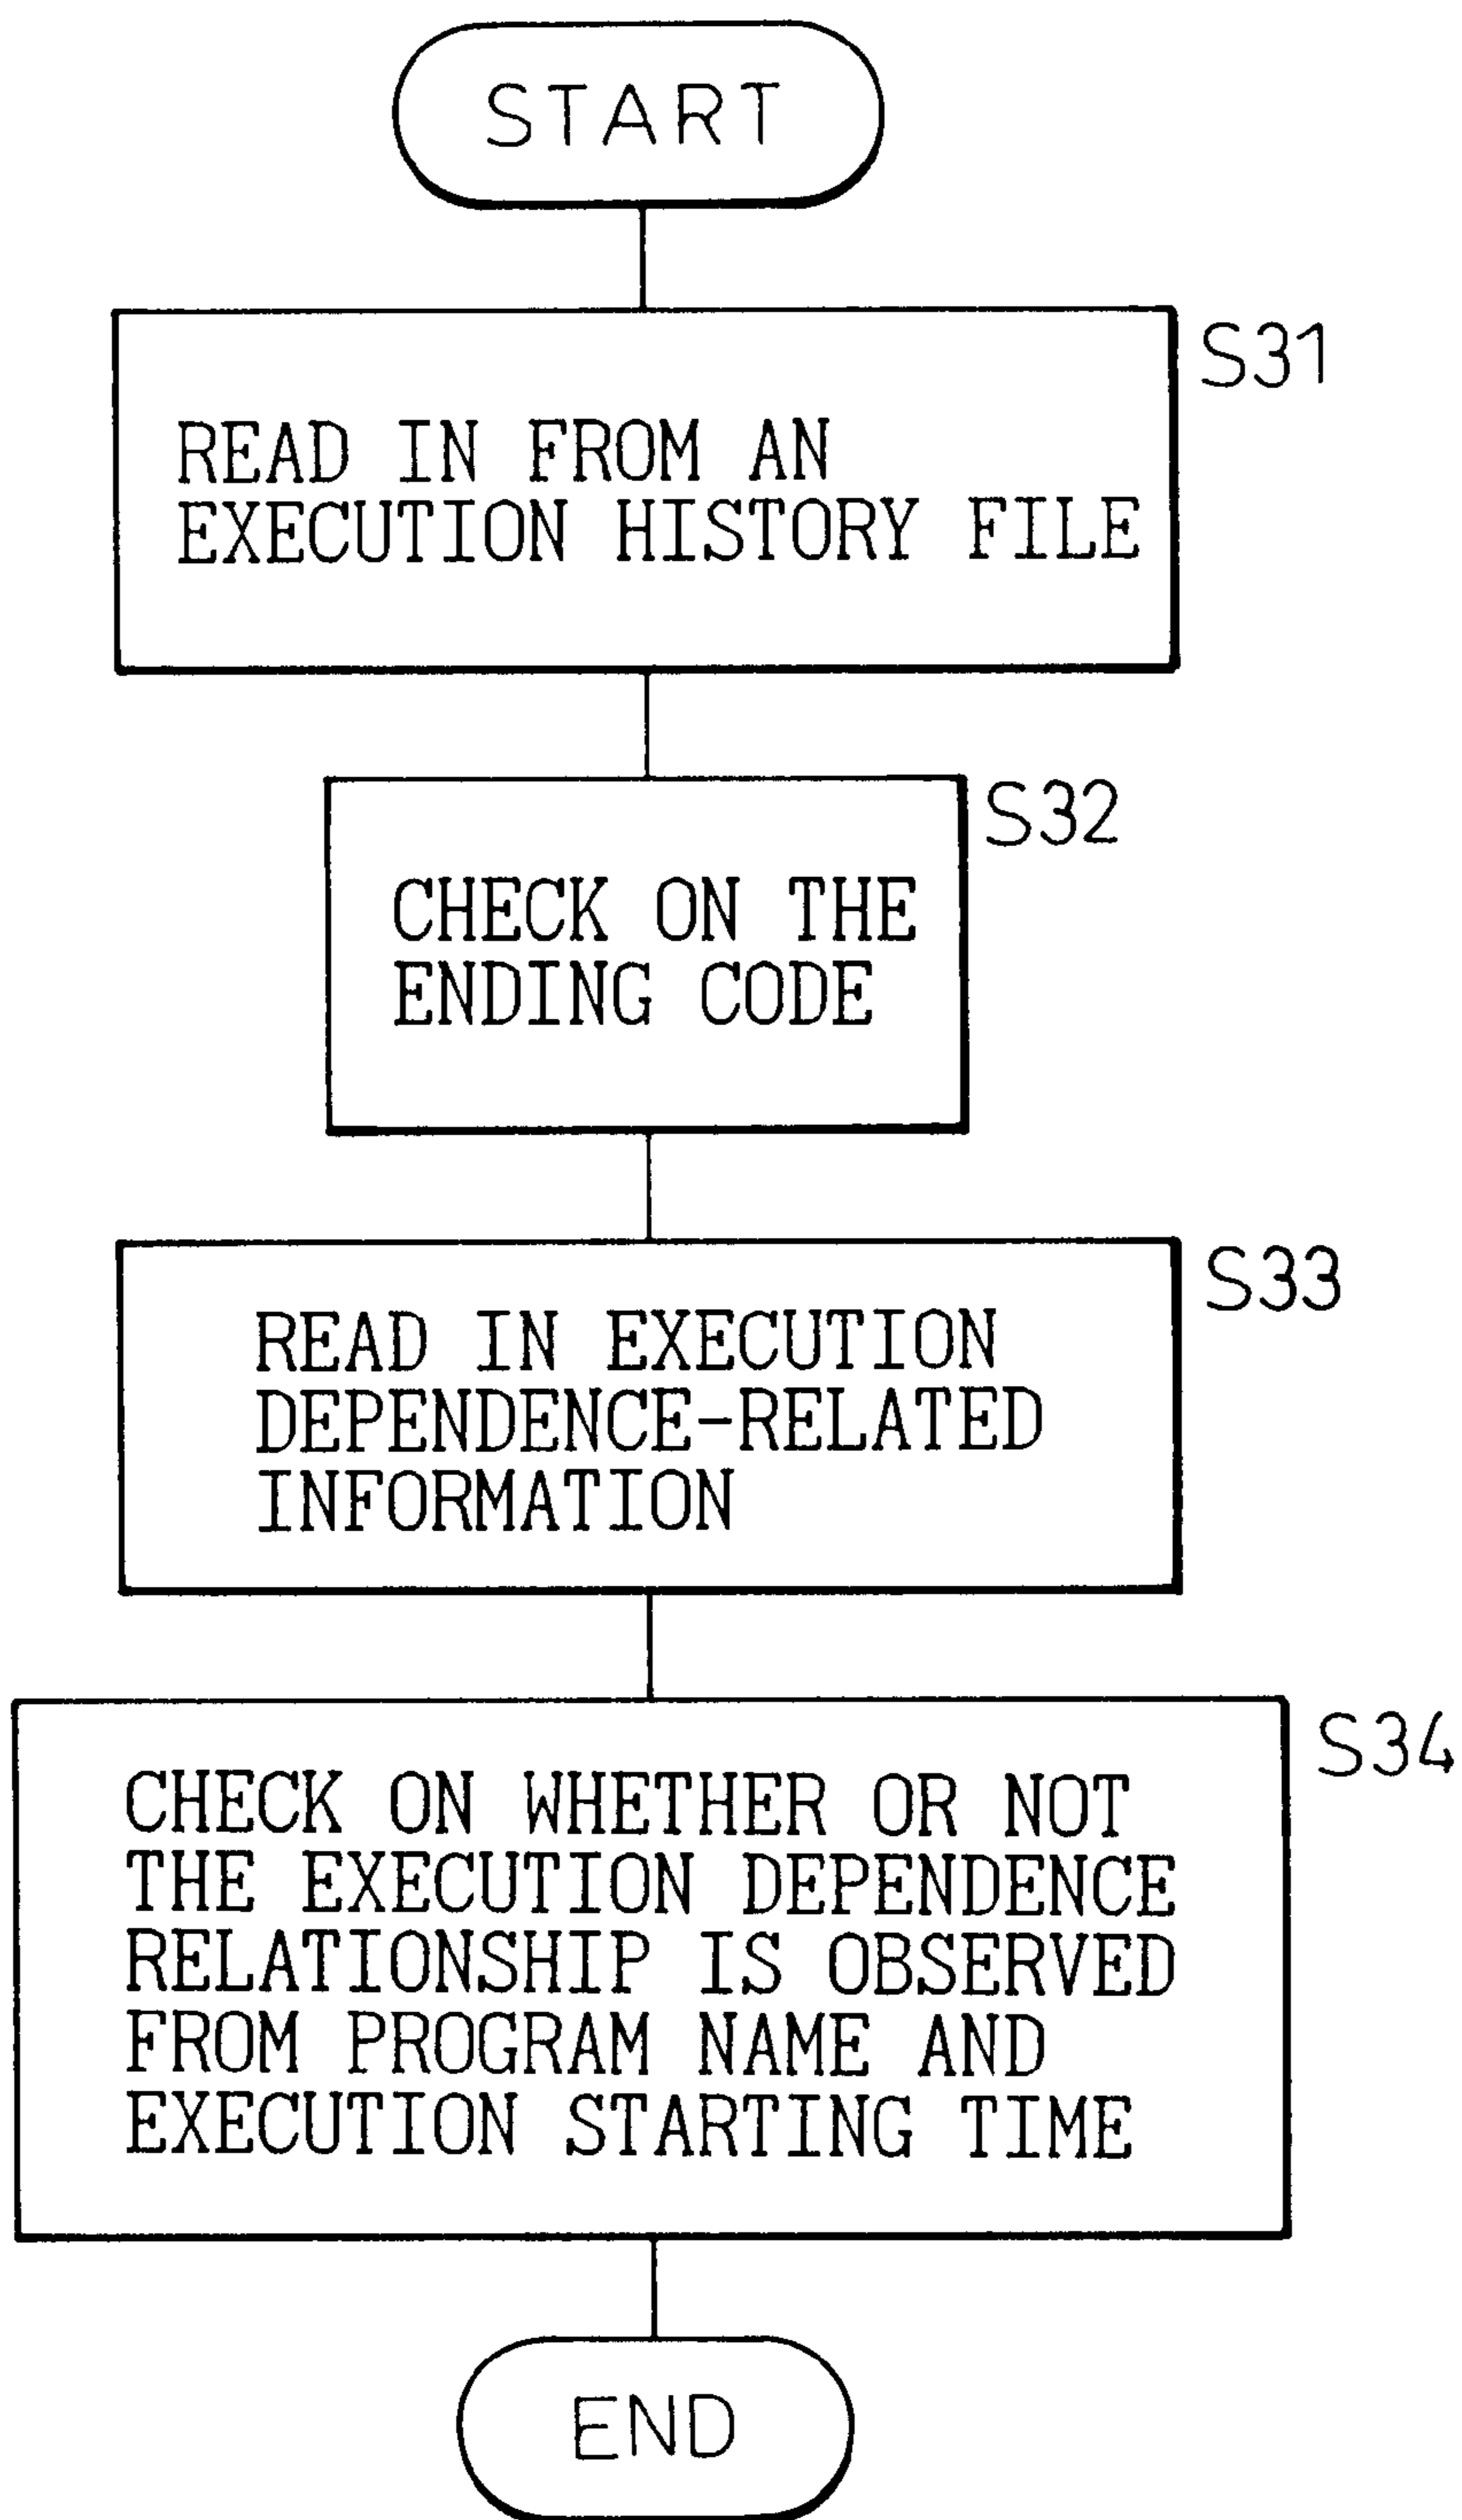 START
S31
READ IN FROM AN
EXECUTION HISTORY FILE
S32
CHECK ON THE
ENDING CODE
S33
READ IN EXECUTION
DEPENDENCE-RELATED
INFORMATION
S34
CHECK ON WHETHER OR NOT
THE EXECUTION DEPENDENCE
RELATIONSHIP IS OBSERVED
FROM PROGRAM NAME AND
EXECUTION STARTING TIME
END